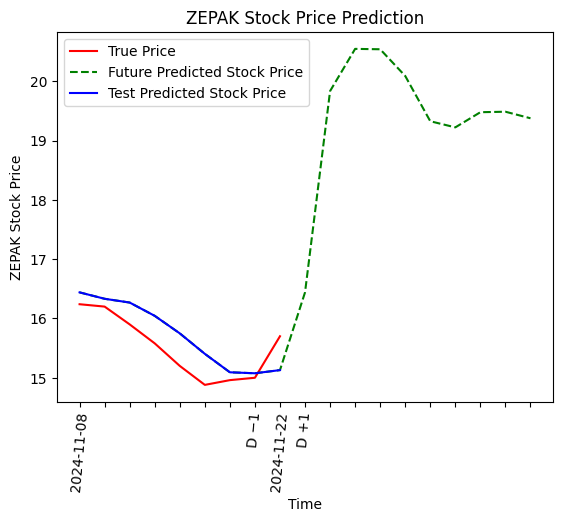 ZEPAK Stock Price Prediction
True Price
Future Predicted Stock Price
Test Predicted Stock Price
ZEPAK Stock Price
20
19
18
17
16
15
2024-11-08
D −1
2024-11-22
D +1
Time